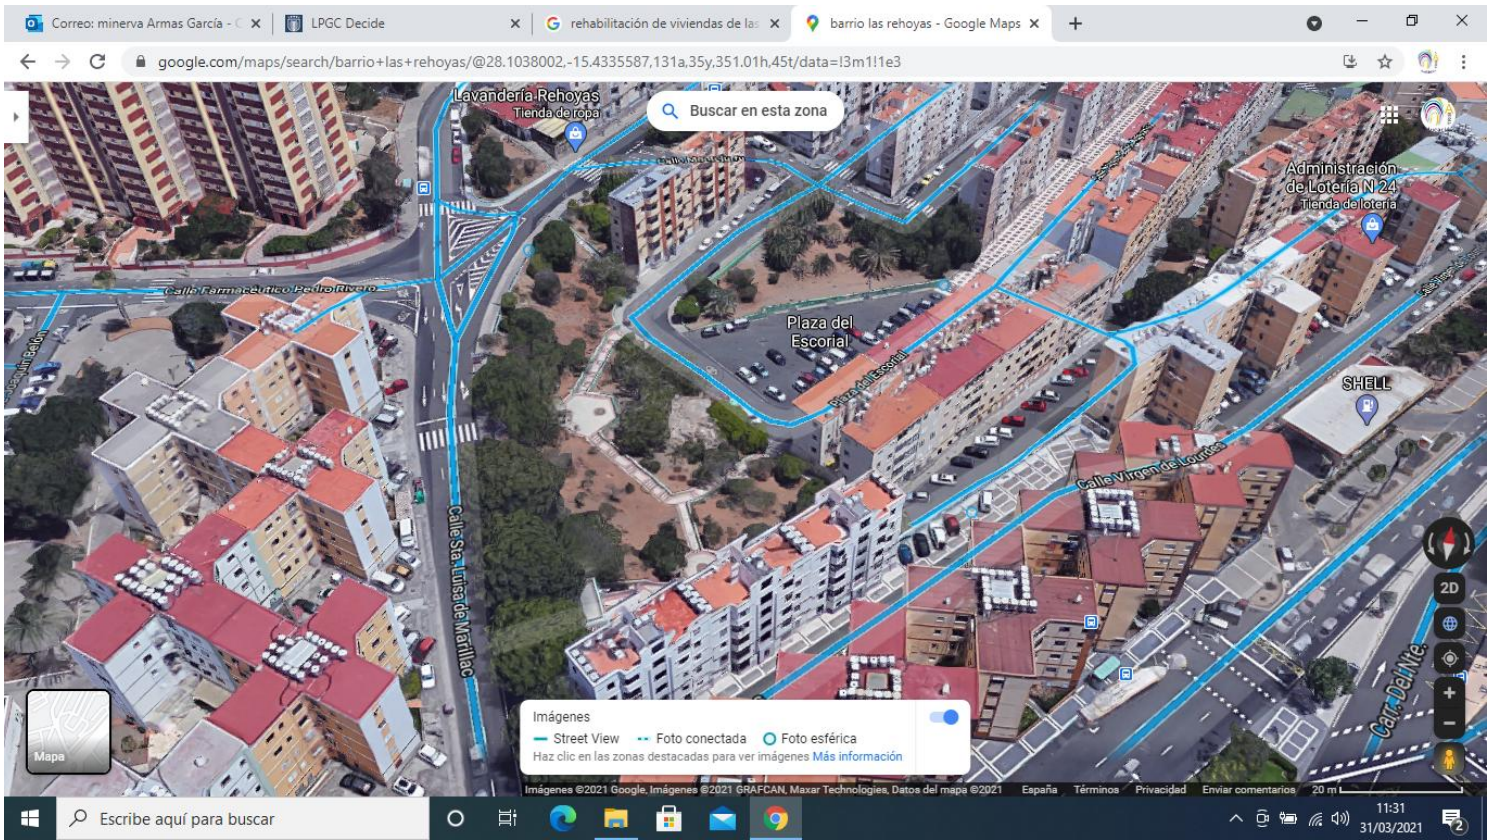 Correo: minerva Armas García - C
LPGC Decide
rehabilitación de viviendas de las
barrio las rehoyas - Google Maps
google.com/maps/search/barrio+las+rehoyas/@28.1038002,-15.4335587,131a,35y,351.01h,45t/data=!3m1!1e3
Buscar en esta zona
Lavandería Rehoyas
Tienda de ropa
Administración
de Lotería N 24
Tienda de lotería
Calle Farmacéutico Pedro Rivero
Plaza del
Escorial
Plaza del Escorial
SHELL
Calle Virgen de Lourdes
Calle Sta. Luisa de Marillac
Carr. Del Nte.
2D
Mapa
Imágenes
Street View
Foto conectada
Foto esférica
Haz clic en las zonas destacadas para ver imágenes Más información
Imágenes ©2021 Google, Imágenes ©2021 GRAFCAN, Maxar Technologies, Datos del mapa ©2021
España
Términos
Privacidad
Enviar comentarios
20 m
Escribe aquí para buscar
11:31
31/03/2021
2